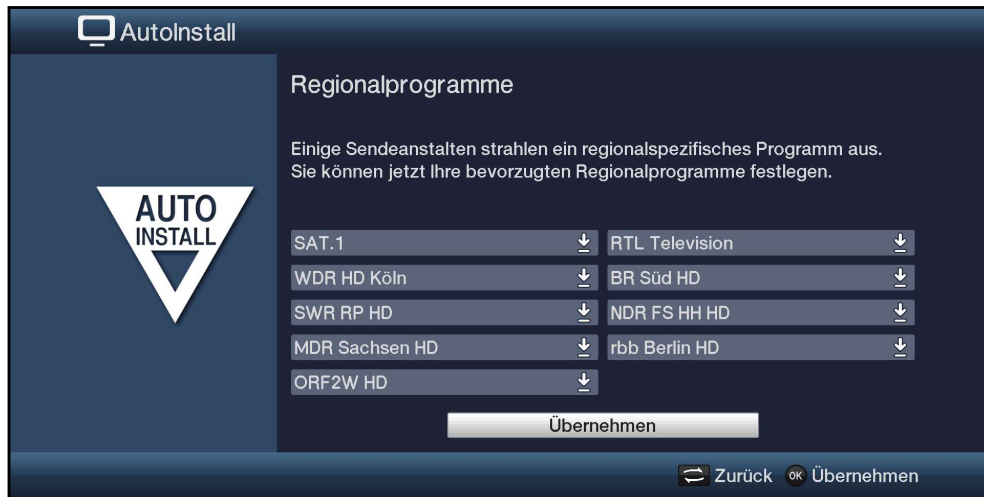 AutoInstall
AUTO
INSTALL
Regionalprogramme
Einige Sendeanstalten strahlen ein regionalspezifisches Programm aus.
Sie können jetzt Ihre bevorzugten Regionalprogramme festlegen.
SAT.1 RTL Television
WDR HD Köln BR Süd HD
SWR RP HD NDR FS HH HD
MDR Sachsen HD rbb Berlin HD
ORF2W HD
Übernehmen
Zurück OK Übernehmen